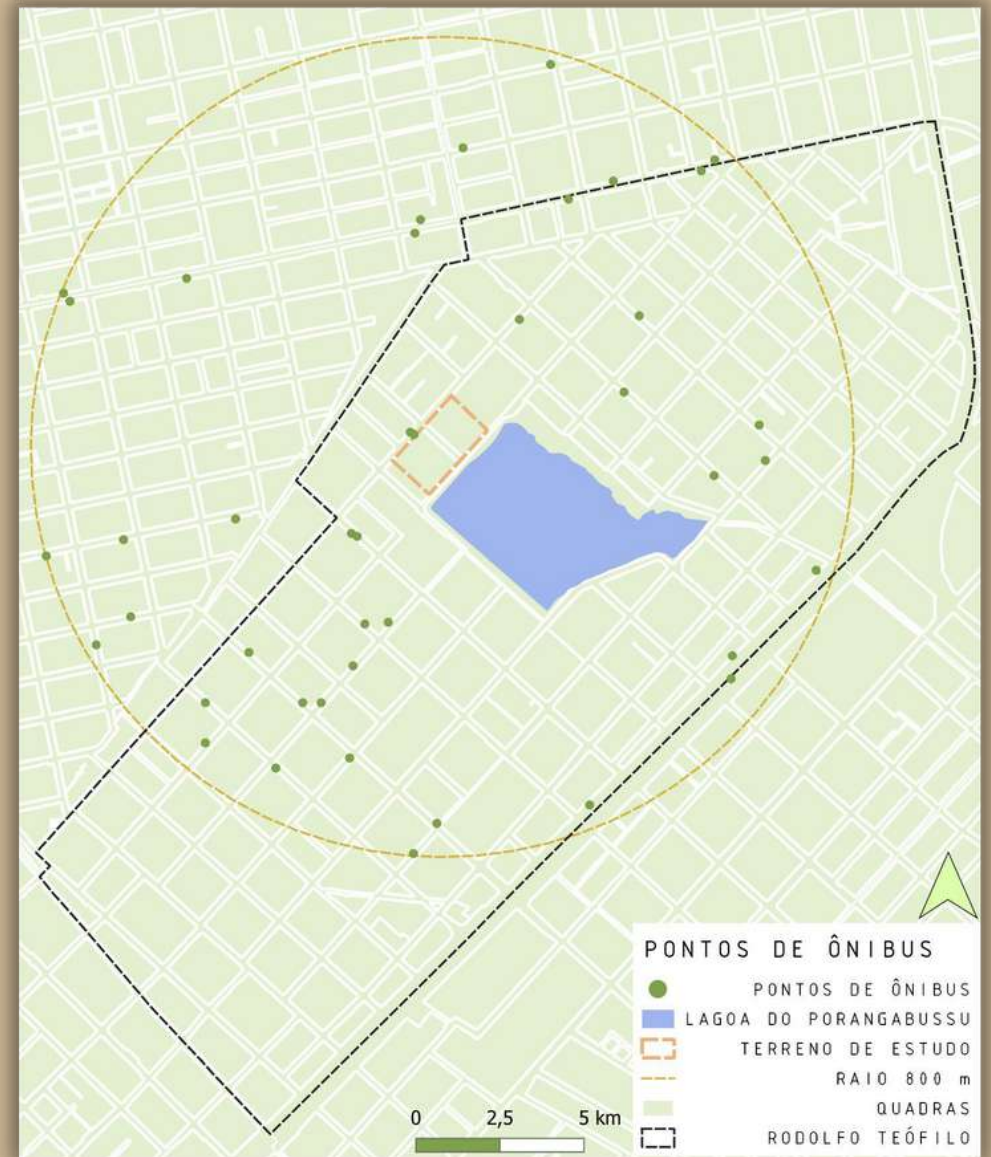 0 2,5 5 km
PONTOS DE ÔNIBUS
PONTOS DE ÔNIBUS
LAGOA DO PORANGABUSSU
TERRENO DE ESTUDO
RAIO 800 m
QUADRAS
RODOLFO TEÓFILO